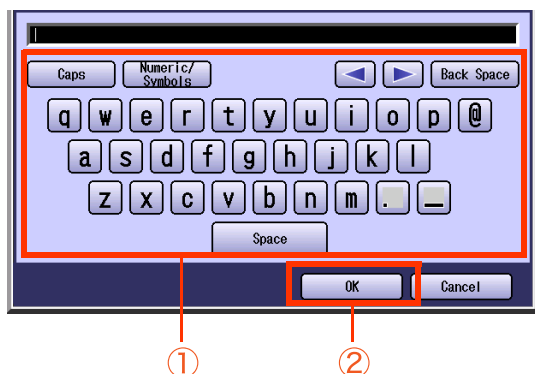 Caps Numeric/ Back Space
Symbols
q w e r t y u i o p @
a s d f g h j k l
z x c v b n m . _
Space
OK Cancel
① ②